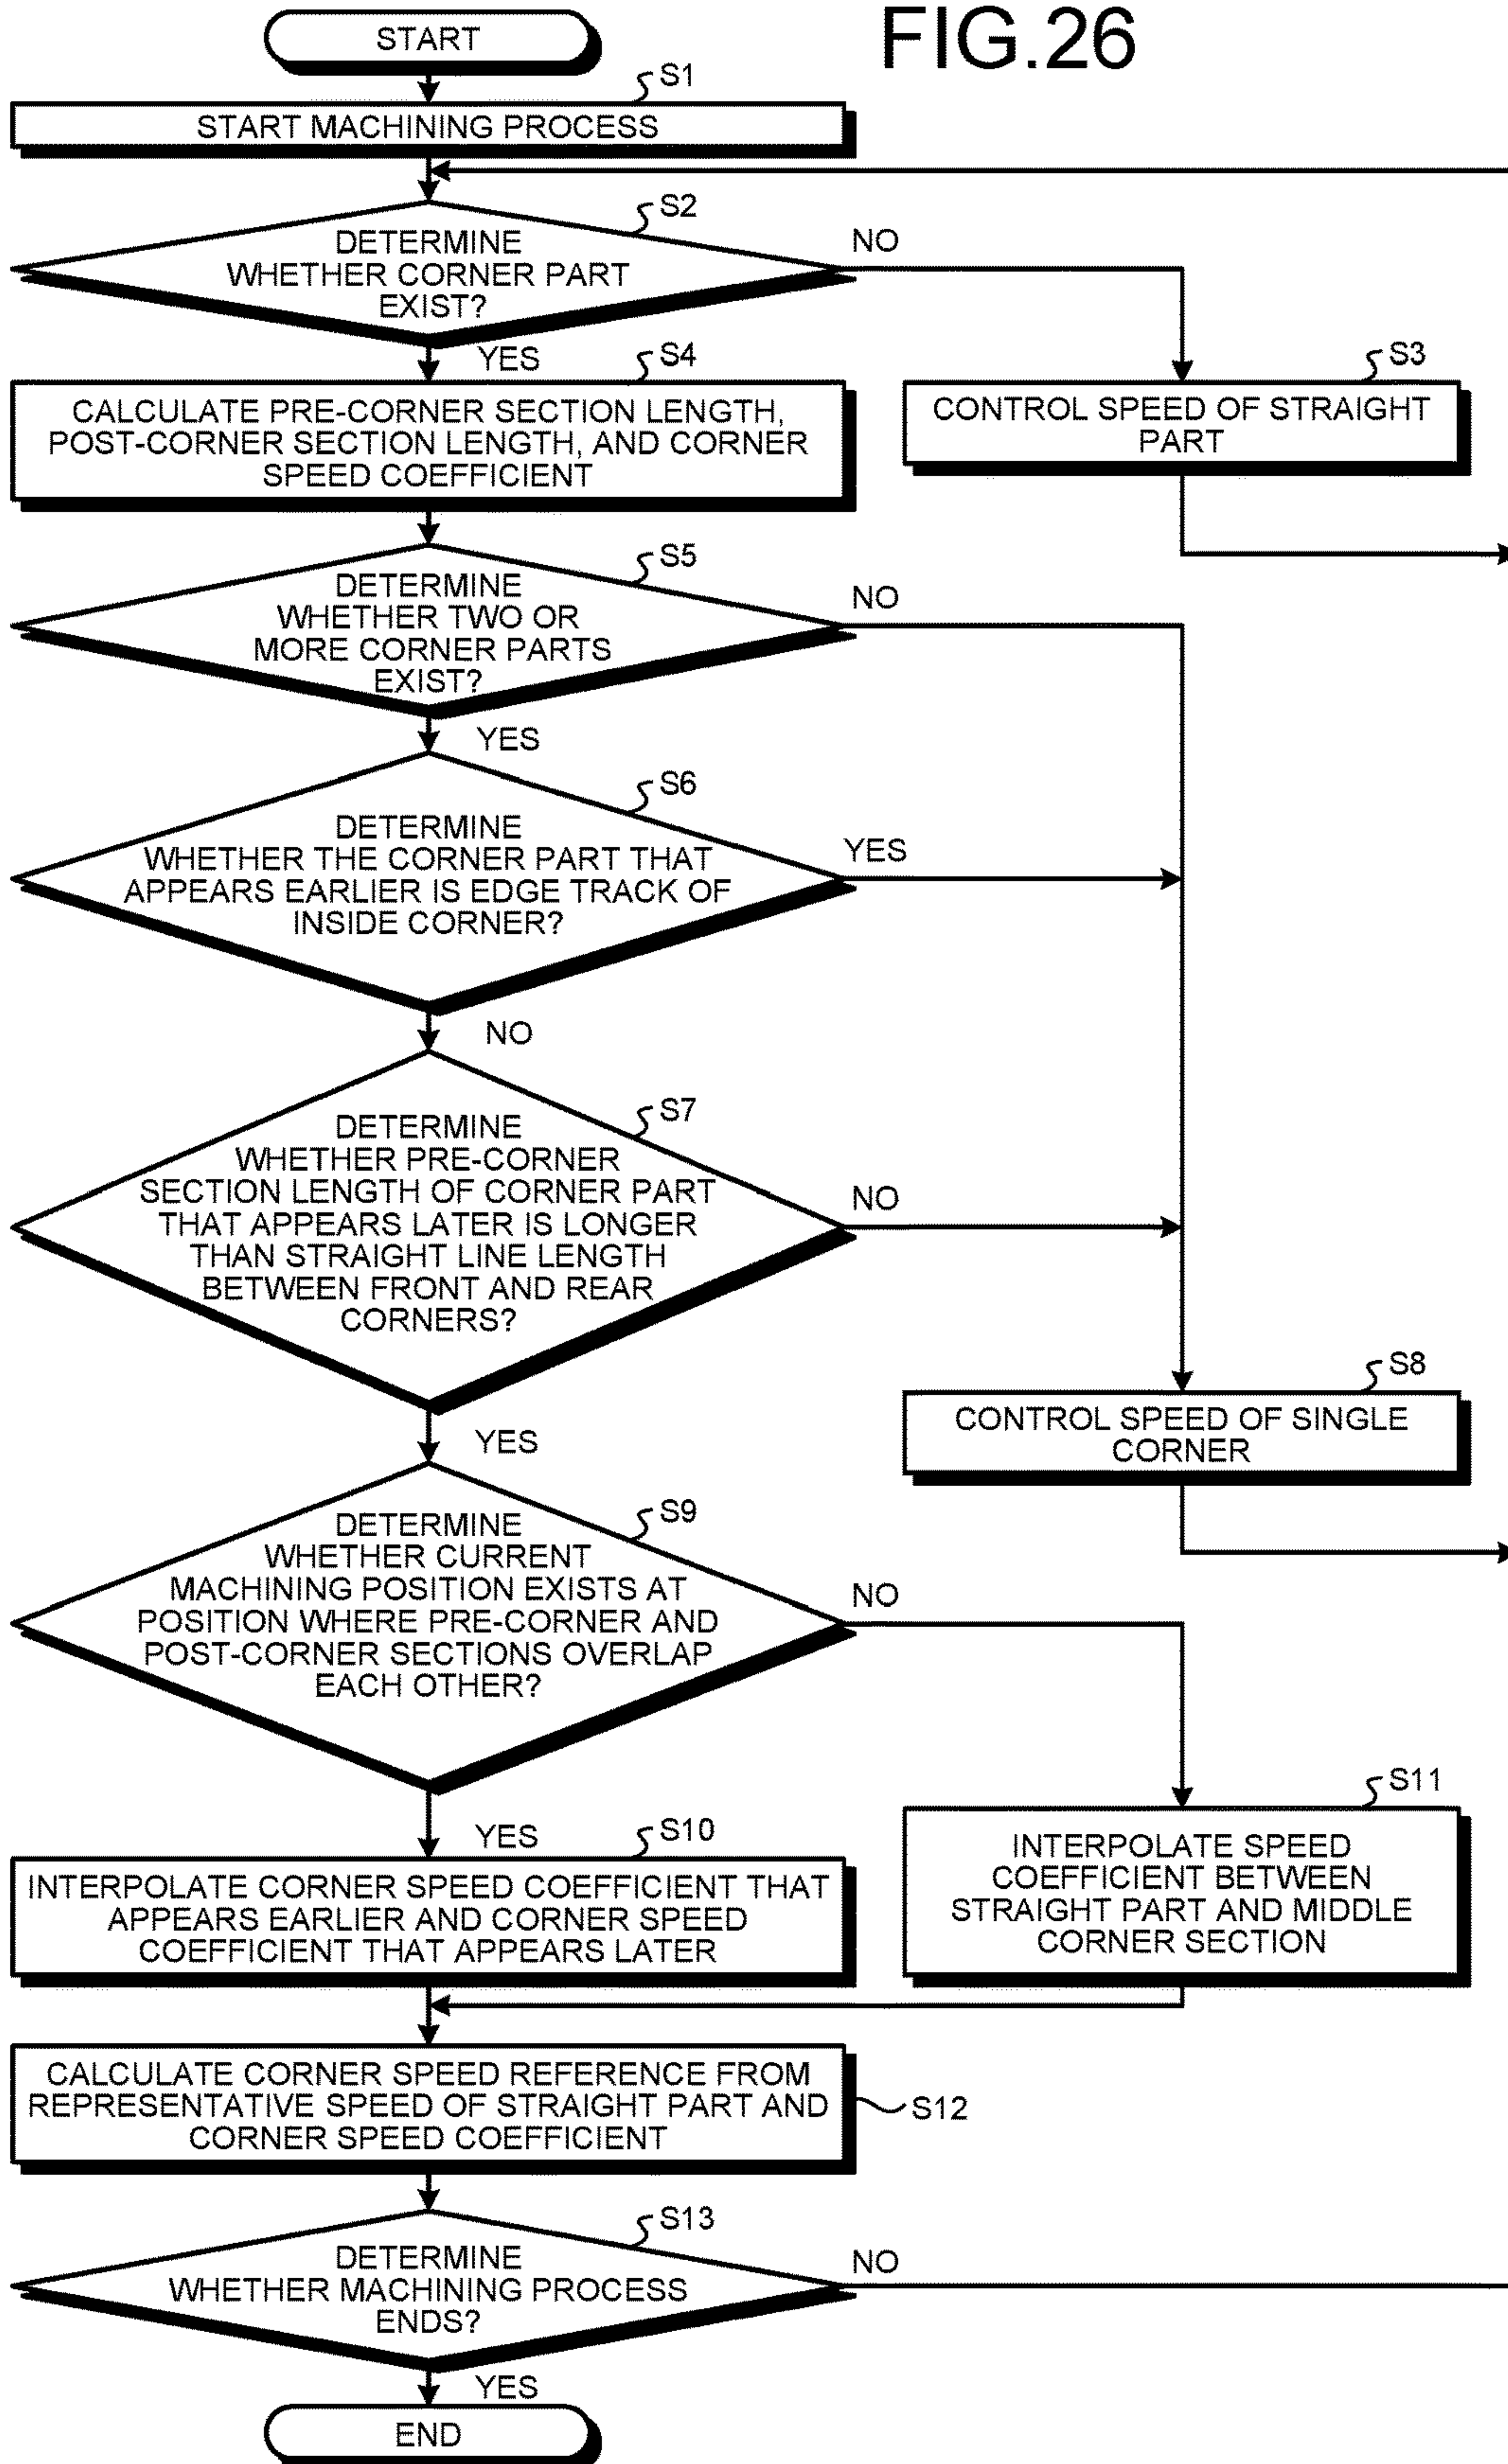 FIG.26
START
S1
START MACHINING PROCESS
S2
DETERMINE
WHETHER CORNER PART
EXIST?
NO
YES
S4
CALCULATE PRE-CORNER SECTION LENGTH,
POST-CORNER SECTION LENGTH, AND CORNER
SPEED COEFFICIENT
S3
CONTROL SPEED OF STRAIGHT
PART
S5
DETERMINE
WHETHER TWO OR
MORE CORNER PARTS
EXIST?
NO
YES
S6
DETERMINE
WHETHER THE CORNER PART THAT
APPEARS EARLIER IS EDGE TRACK OF
INSIDE CORNER?
YES
NO
S7
DETERMINE
WHETHER PRE-CORNER
SECTION LENGTH OF CORNER PART
THAT APPEARS LATER IS LONGER
THAN STRAIGHT LINE LENGTH
BETWEEN FRONT AND REAR
CORNERS?
NO
YES
S8
CONTROL SPEED OF SINGLE
CORNER
S9
DETERMINE
WHETHER CURRENT
MACHINING POSITION EXISTS AT
POSITION WHERE PRE-CORNER AND
POST-CORNER SECTIONS OVERLAP
EACH OTHER?
NO
YES
S10
INTERPOLATE CORNER SPEED COEFFICIENT THAT
APPEARS EARLIER AND CORNER SPEED
COEFFICIENT THAT APPEARS LATER
S11
INTERPOLATE SPEED
COEFFICIENT BETWEEN
STRAIGHT PART AND MIDDLE
CORNER SECTION
CALCULATE CORNER SPEED REFERENCE FROM
REPRESENTATIVE SPEED OF STRAIGHT PART AND
CORNER SPEED COEFFICIENT
S12
S13
DETERMINE
WHETHER MACHINING PROCESS
ENDS?
NO
YES
END